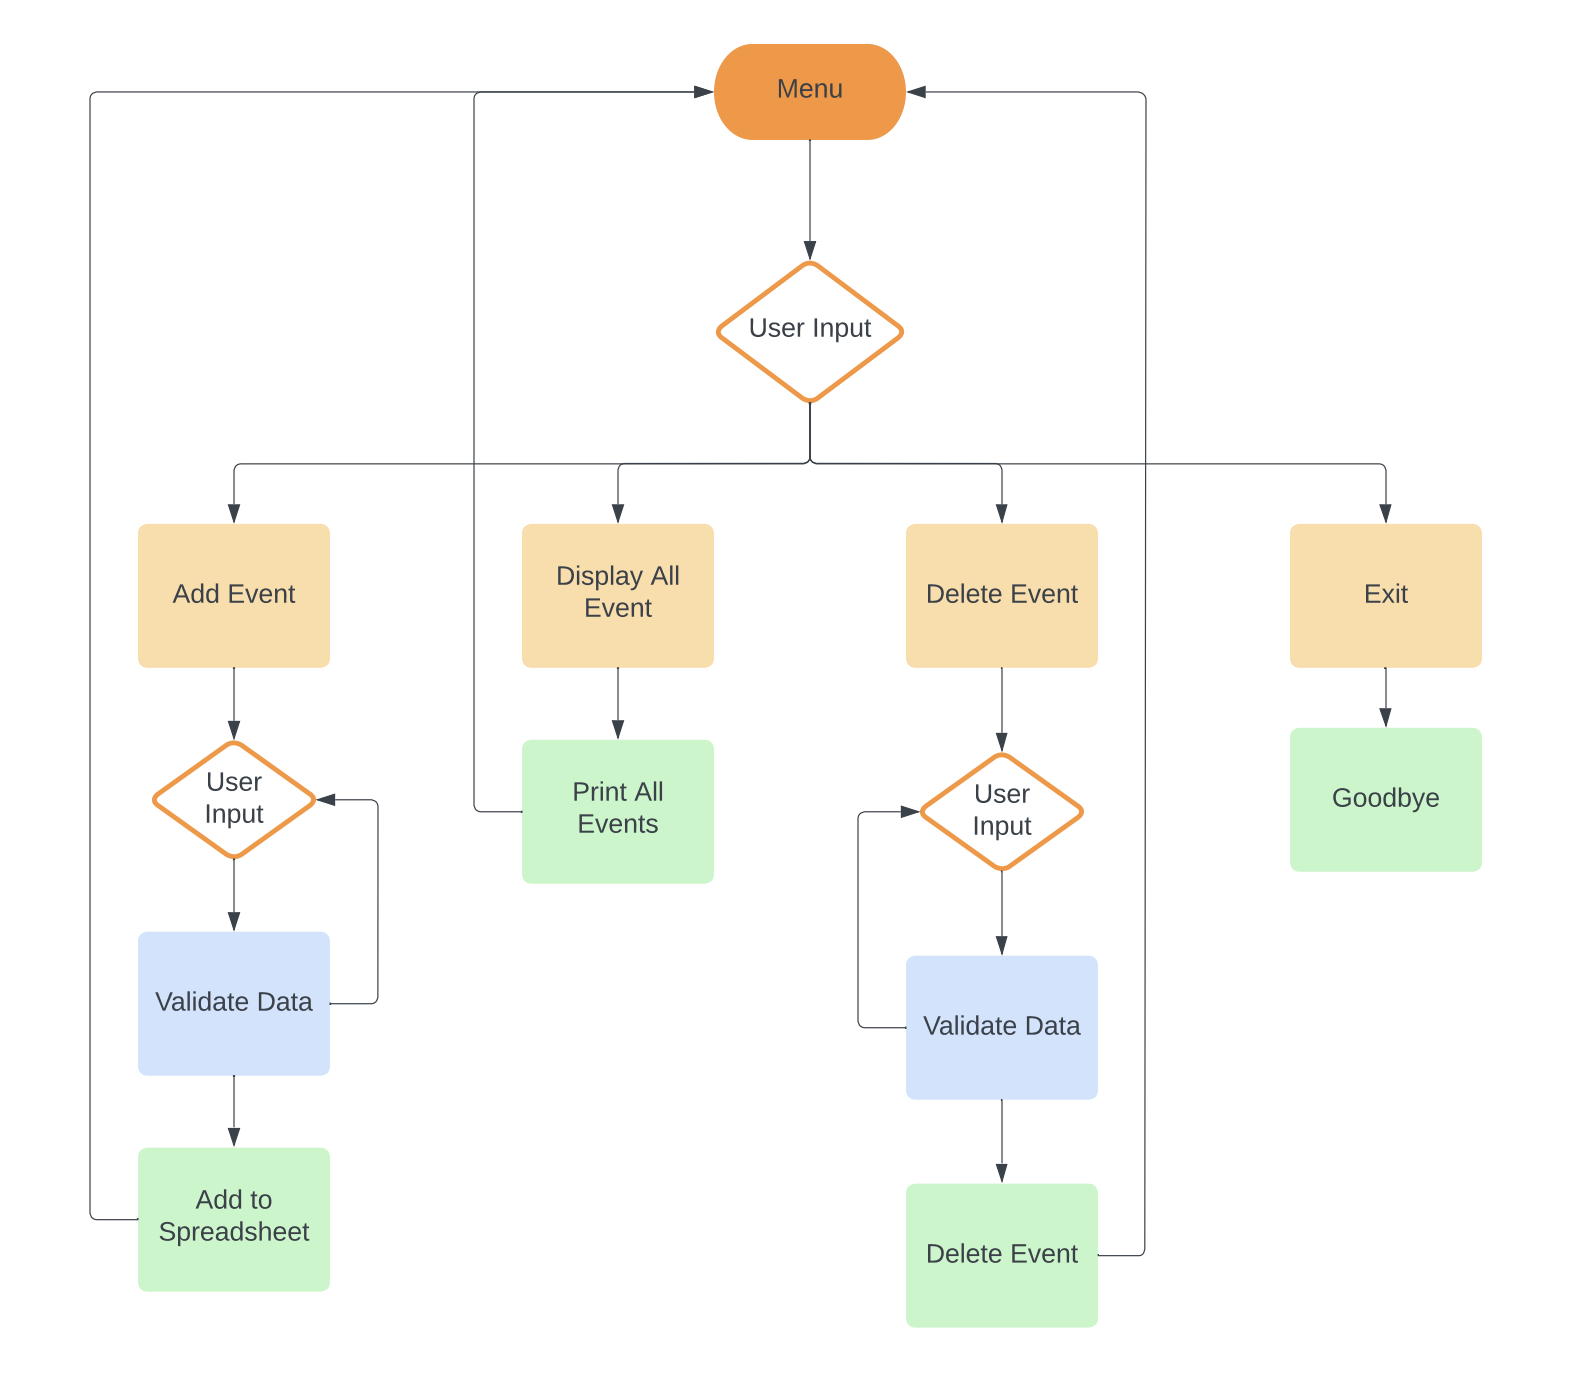 Menu
User Input
Add Event
Display All
Event
Delete Event
Exit
User
Input
Print All
Events
User
Input
Goodbye
Validate Data
Validate Data
Add to
Spreadsheet
Delete Event